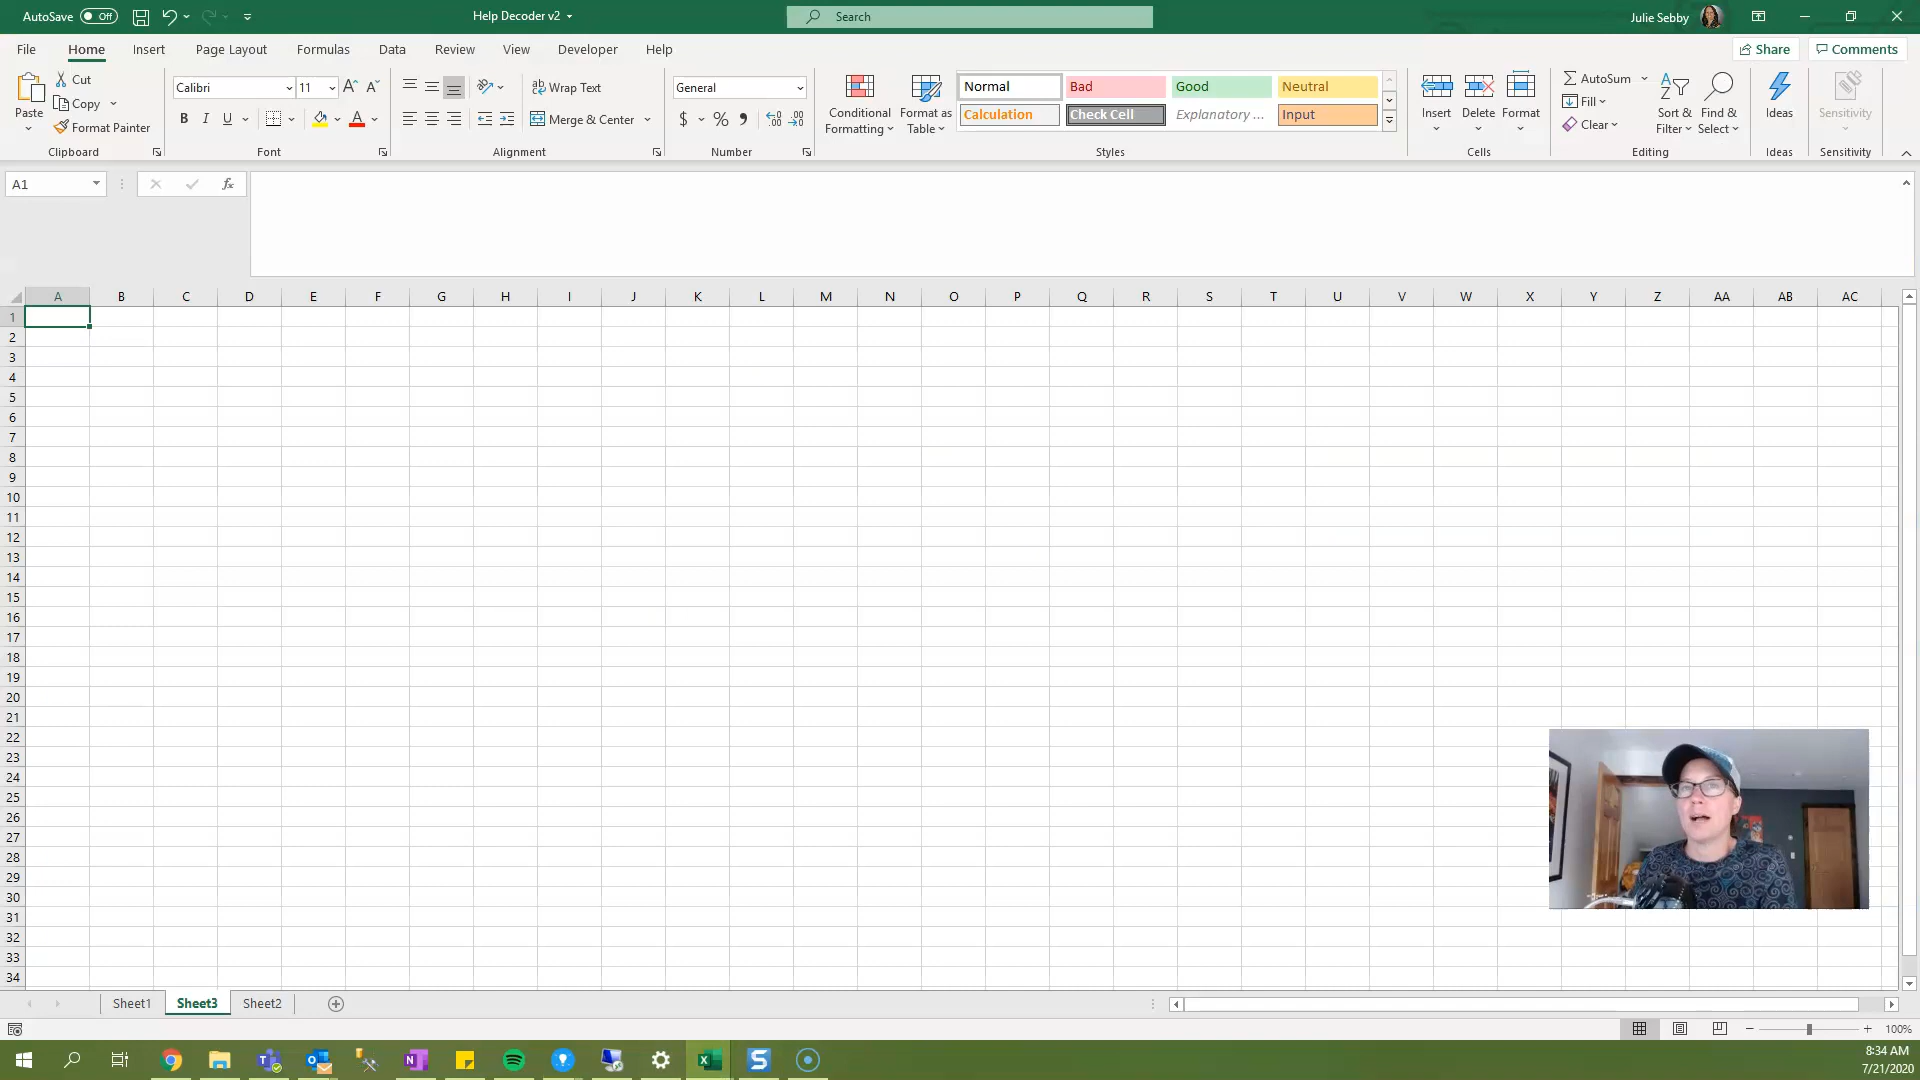 AutoSave Off Help Decoder v2 Search Julie Sebby
File Home Insert Page Layout Formulas Data Review View Developer Help Share Comments
Paste Cut Copy Format Painter Clipboard
Calibri 11 B I U A Font
Wrap Text Merge & Center Alignment
General $ % Number
Conditional Formatting Format as Table
Normal Bad Good Neutral
Calculation Check Cell Explanatory ... Input
Styles
Insert Delete Format Cells
AutoSum Fill Clear Sort & Filter Find & Select Editing
Ideas Ideas
Sensitivity Sensitivity
A1 fx
A B C D E F G H I J K L M N O P Q R S T U V W X Y Z AA AB AC
1
2
3
4
5
6
7
8
9
10
11
12
13
14
15
16
17
18
19
20
21
22
23
24
25
26
27
28
29
30
31
32
33
34
Sheet1 Sheet3 Sheet2
100%
8:34 AM
7/21/2020